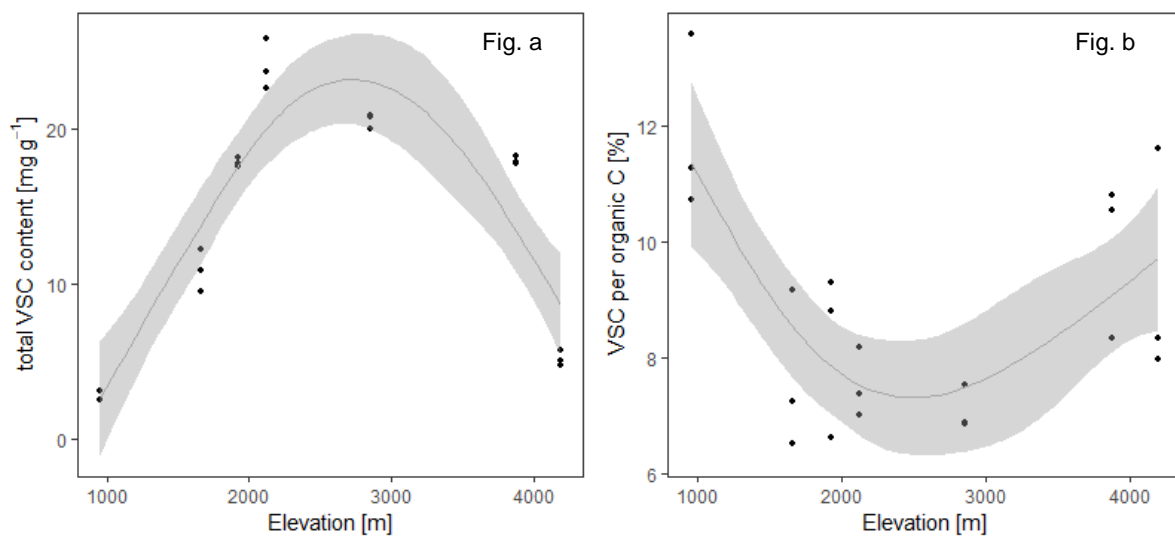 Fig. a
total VSC content [mg g⁻¹]
20
10
0
1000 2000 3000 4000
Elevation [m]
Fig. b
VSC per organic C [%]
12
10
8
6
1000 2000 3000 4000
Elevation [m]